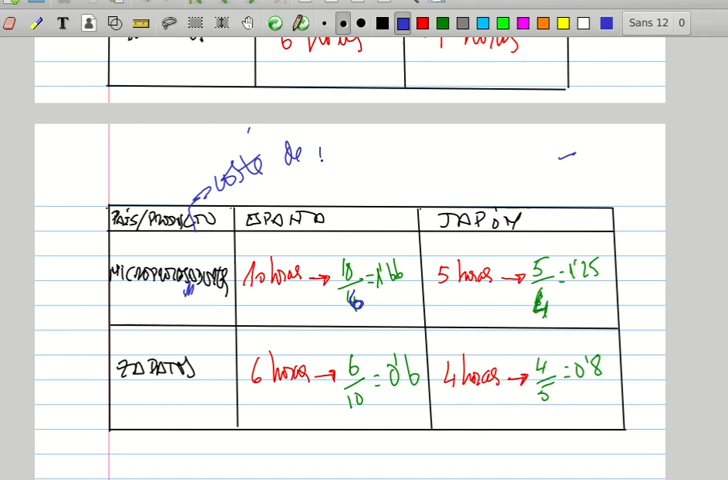 Sans 12 0
6 horas horas
coste de
PAÍS/PRODUCTO ESPAÑA JAPÓN
MICROPROCESADORES 10 horas → 10/6 = 1'66 5 horas → 5/4 = 1'25
ZAPATOS 6 horas → 6/10 = 0'6 4 horas → 4/5 = 0'8